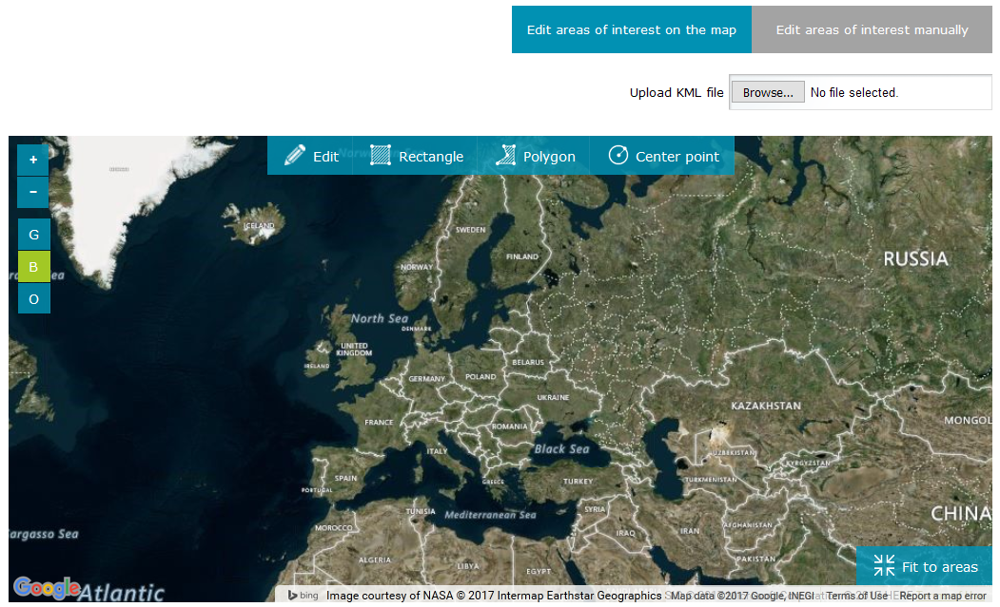 Edit areas of interest on the map
Edit areas of interest manually
Upload KML file
Browse...
No file selected.
+
-
G
B
O
Edit
Rectangle
Polygon
Center point
ICELAND
SWEDEN
FINLAND
NORWAY
RUSSIA
North Sea
DENMARK
UNITED
KINGDOM
IRELAND
BELARUS
GERMANY
POLAND
UKRAINE
KAZAKHSTAN
FRANCE
ROMANIA
MONGOL
ITALY
Black Sea
UZBEKISTAN
KYRGYZSTAN
SPAIN
PORTUGAL
GREECE
TURKEY
TURKMENISTAN
TUNISIA
Mediterranean Sea
SYRIA
CHINA
MOROCCO
IRAQ
IRAN
AFGHANISTAN
argasso Sea
ALGERIA
LIBYA
EGYPT
PAKISTAN
Fit to areas
Google
Atlantic
bing
Image courtesy of NASA © 2017 Intermap Earthstar Geographics
Map data ©2017 Google, INEGI
Terms of Use
Report a map error